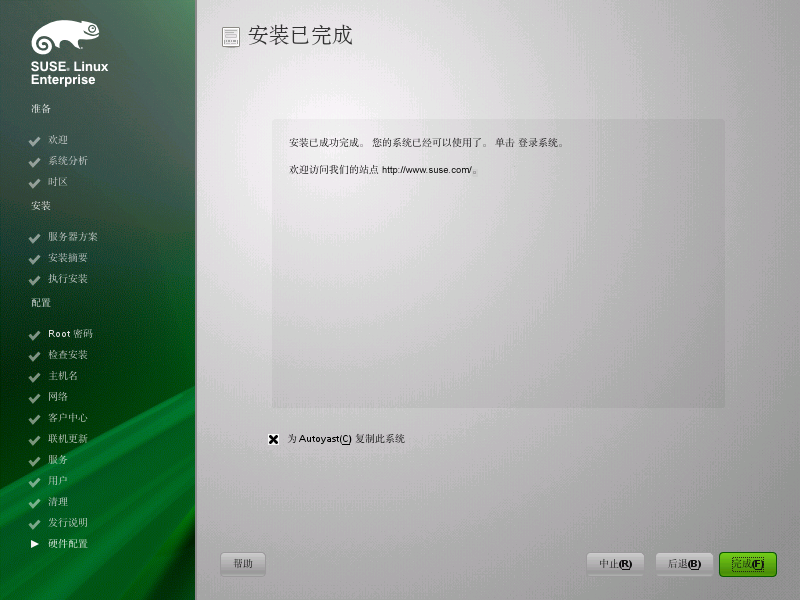 SUSE. Linux
Enterprise
准备
欢迎
系统分析
时区
安装
服务器方案
安装摘要
执行安装
配置
Root 密码
检查安装
主机名
网络
客户中心
联机更新
服务
用户
清理
发行说明
硬件配置
安装已完成
安装已成功完成。 您的系统已经可以使用了。 单击 登录系统。
欢迎访问我们的站点 http://www.suse.com/。
为 Autoyast(C) 复制此系统
帮助
中止(R)
后退(B)
完成(F)